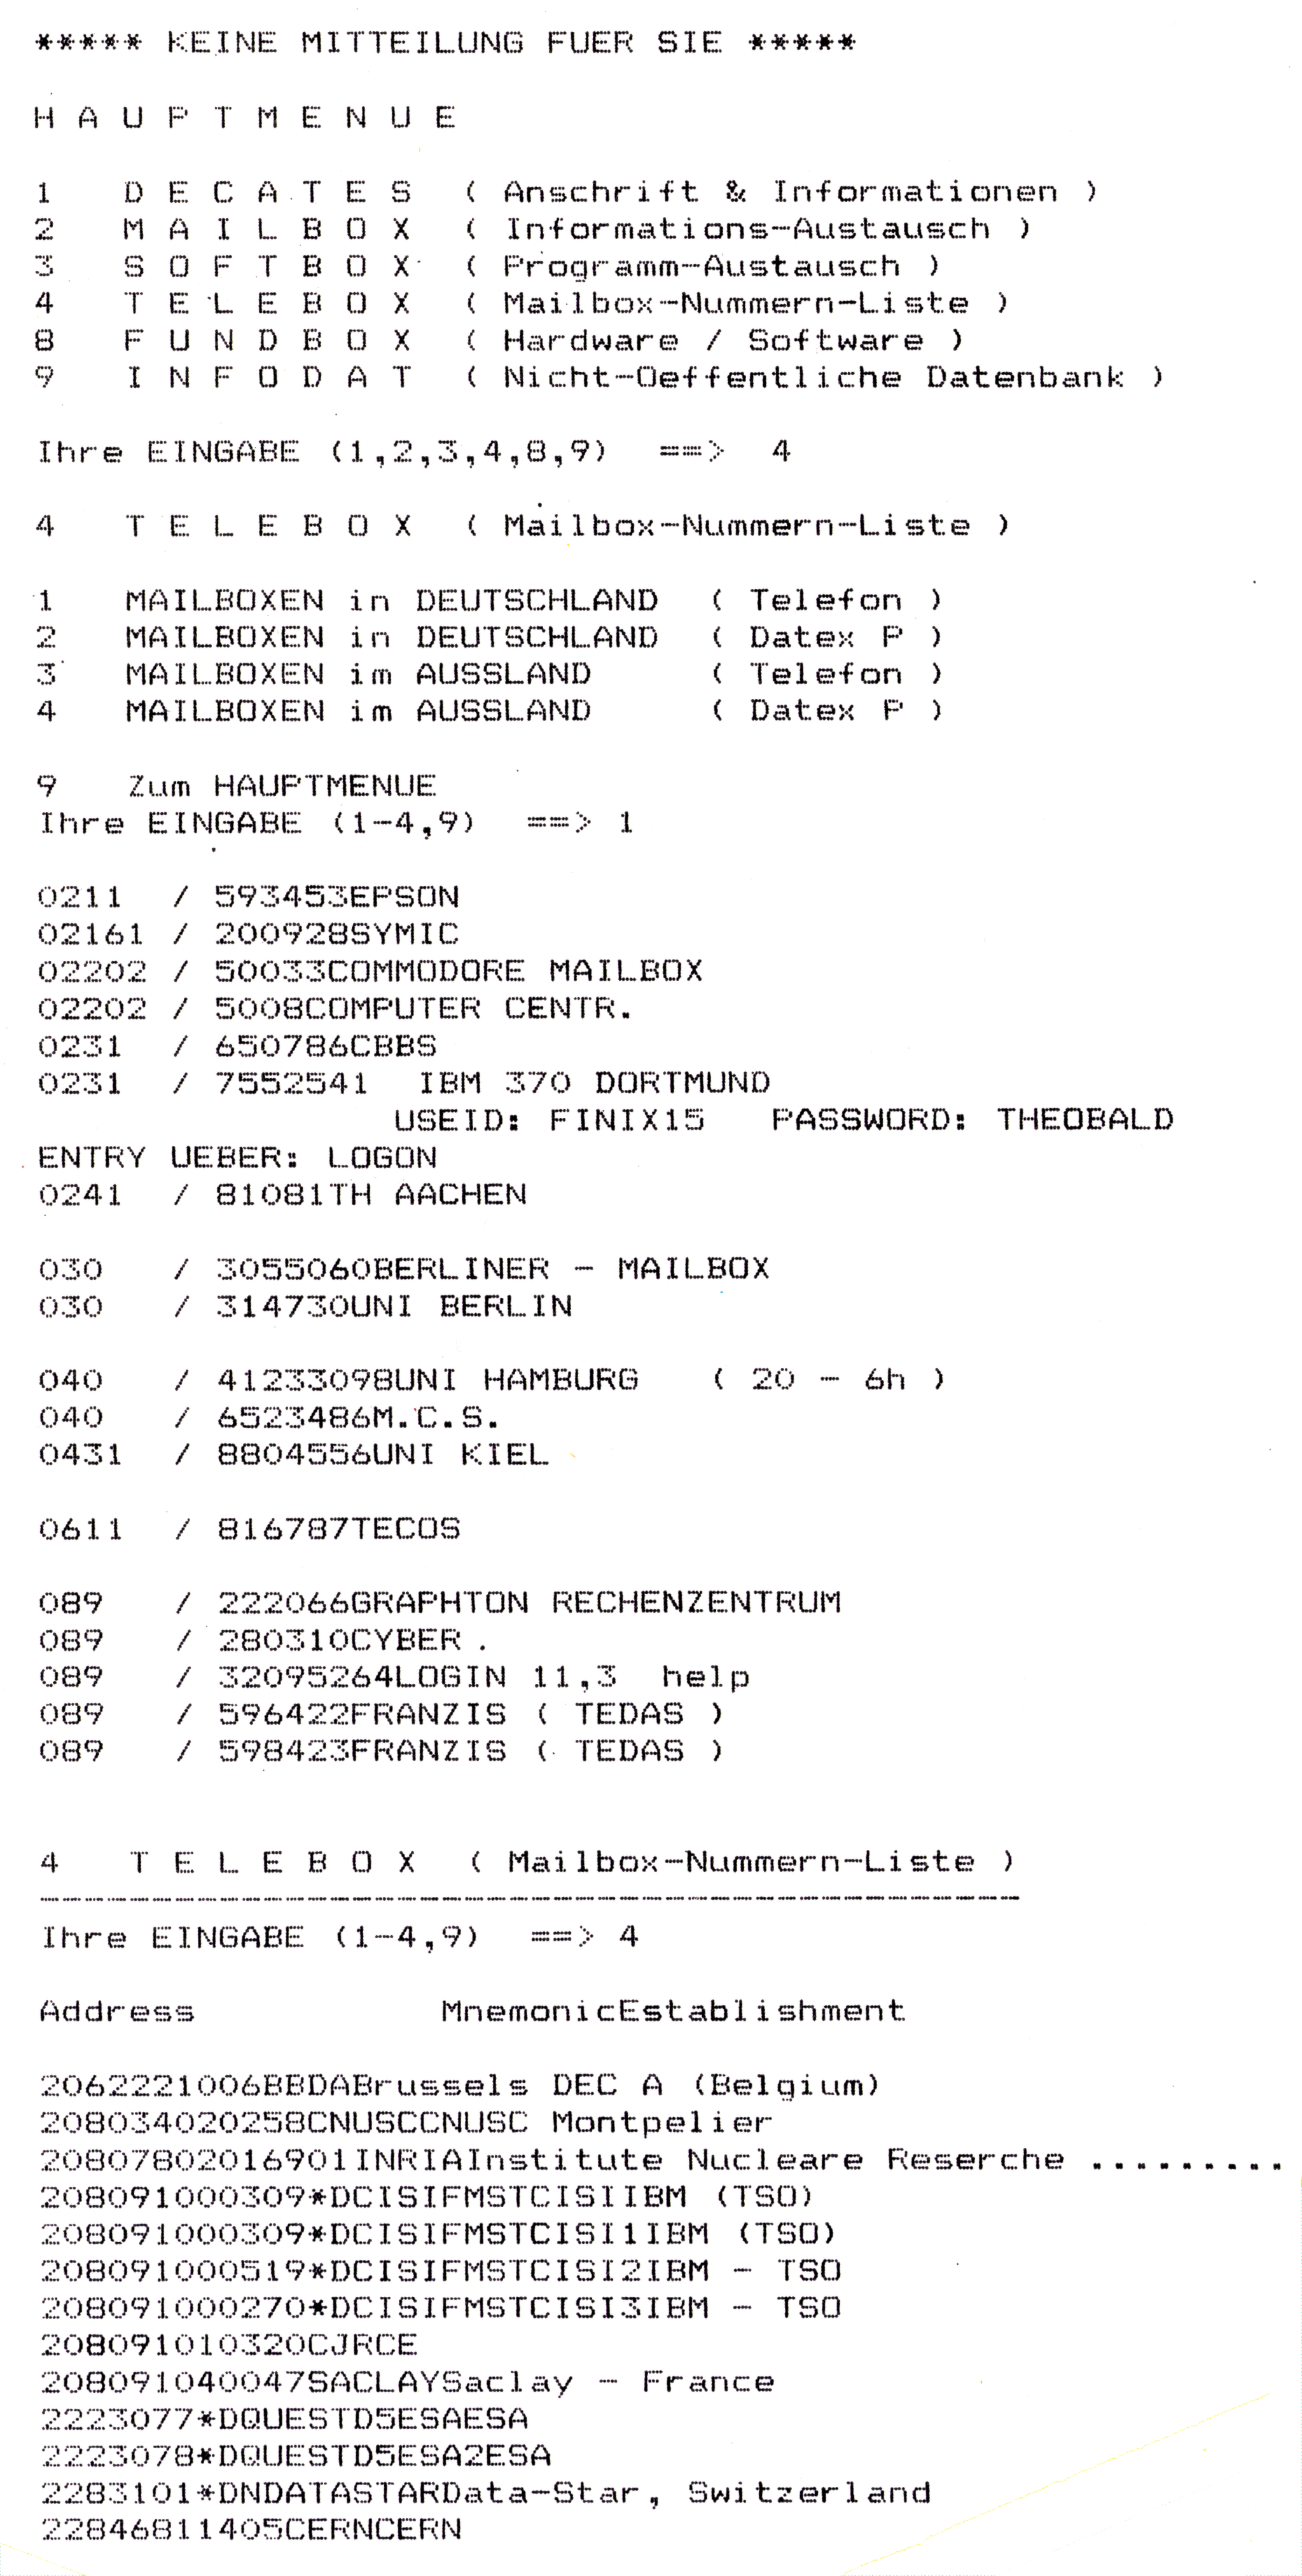 ***** KEINE MITTEILUNG FUER SIE *****
H A U P T M E N U E
1 D E C A T E S ( Anschrift & Informationen )
2 M A I L B O X ( Informations-Austausch )
3 S O F T B O X ( Programm-Austausch )
4 T E L E B O X ( Mailbox-Nummern-Liste )
8 F U N D B O X ( Hardware / Software )
9 I N F O D A T ( Nicht-Oeffentliche Datenbank )
Ihre EINGABE (1,2,3,4,8,9) ==> 4
4 T E L E B O X ( Mailbox-Nummern-Liste )
1 MAILBOXEN in DEUTSCHLAND ( Telefon )
2 MAILBOXEN in DEUTSCHLAND ( Datex P )
3 MAILBOXEN im AUSSLAND ( Telefon )
4 MAILBOXEN im AUSSLAND ( Datex P )
9 Zum HAUPTMENUE
Ihre EINGABE (1-4,9) ==> 1
0211 / 593453EPSON
02161 / 200928SYMIC
02202 / 50033COMMODORE MAILBOX
02202 / 5008COMPUTER CENTR.
0231 / 650786CBBS
0231 / 7552541 IBM 370 DORTMUND
USEID: FINIX15 PASSWORD: THEOBALD
ENTRY UEBER: LOGON
0241 / 81081TH AACHEN
030 / 3055060BERLINER - MAILBOX
030 / 314730UNI BERLIN
040 / 41233098UNI HAMBURG ( 20 - 6h )
040 / 6523486M.C.S.
0431 / 8804556UNI KIEL
0611 / 816787TECOS
089 / 222066GRAPHTON RECHENZENTRUM
089 / 280310CYBER .
089 / 32095264LOGIN 11,3 help
089 / 596422FRANZIS ( TEDAS )
089 / 598423FRANZIS ( TEDAS )
4 T E L E B O X ( Mailbox-Nummern-Liste )
--------------------------------------------
Ihre EINGABE (1-4,9) ==> 4
Address MnemonicEstablishment
2062221006BBDABrussels DEC A (Belgium)
208034020258CNUSCCNUSC Montpelier
20807802016901INRIAInstitute Nucleare Reserche .........
208091000309*DCISIFMSTCISIIBM (TSO)
208091000309*DCISIFMSTCISI1IBM (TSO)
208091000519*DCISIFMSTCISI2IBM - TSO
208091000270*DCISIFMSTCISI3IBM - TSO
208091010320CJRCE
208091040047SACLAYSaclay - France
2223077*DQUESTD5ESAESA
2223078*DQUESTD5ESA2ESA
2283101*DNDATASTARData-Star, Switzerland
22846811405CERNCERN